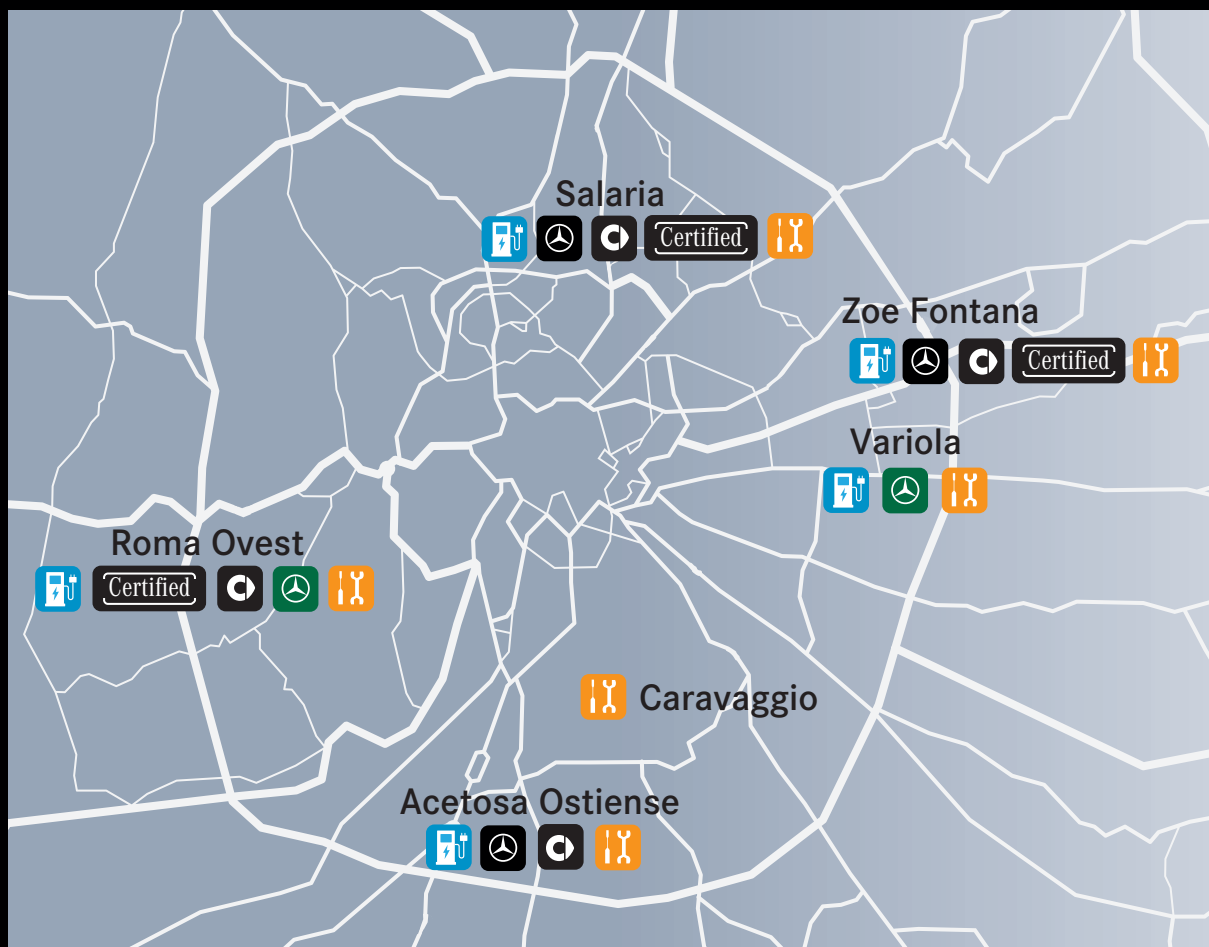 Salaria
Certified
Zoe Fontana
Certified
Variola
Roma Ovest
Certified
Caravaggio
Acetosa Ostiense